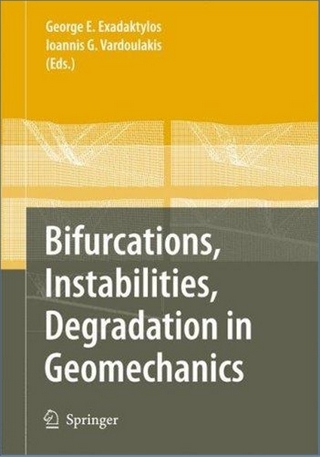 George E. Exadaktylos
Ioannis G. Vardoulakis
(Eds.)
Bifurcations,
Instabilities,
Degradation in
Geomechanics
Springer